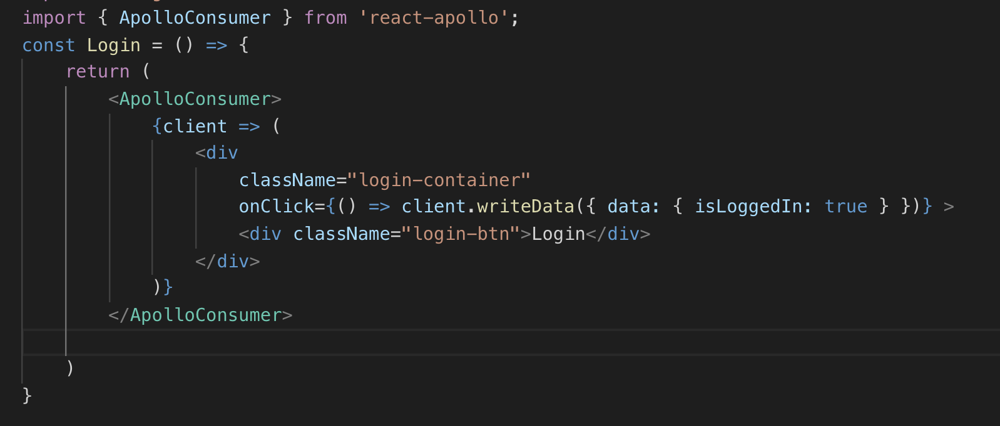 import { ApolloConsumer } from 'react-apollo';
const Login = () => {
    return (
        <ApolloConsumer>
            {client => (
                <div
                    className="login-container"
                    onClick={() => client.writeData({ data: { isLoggedIn: true } })} >
                    <div className="login-btn">Login</div>
                </div>
            )}
        </ApolloConsumer>
    )
}